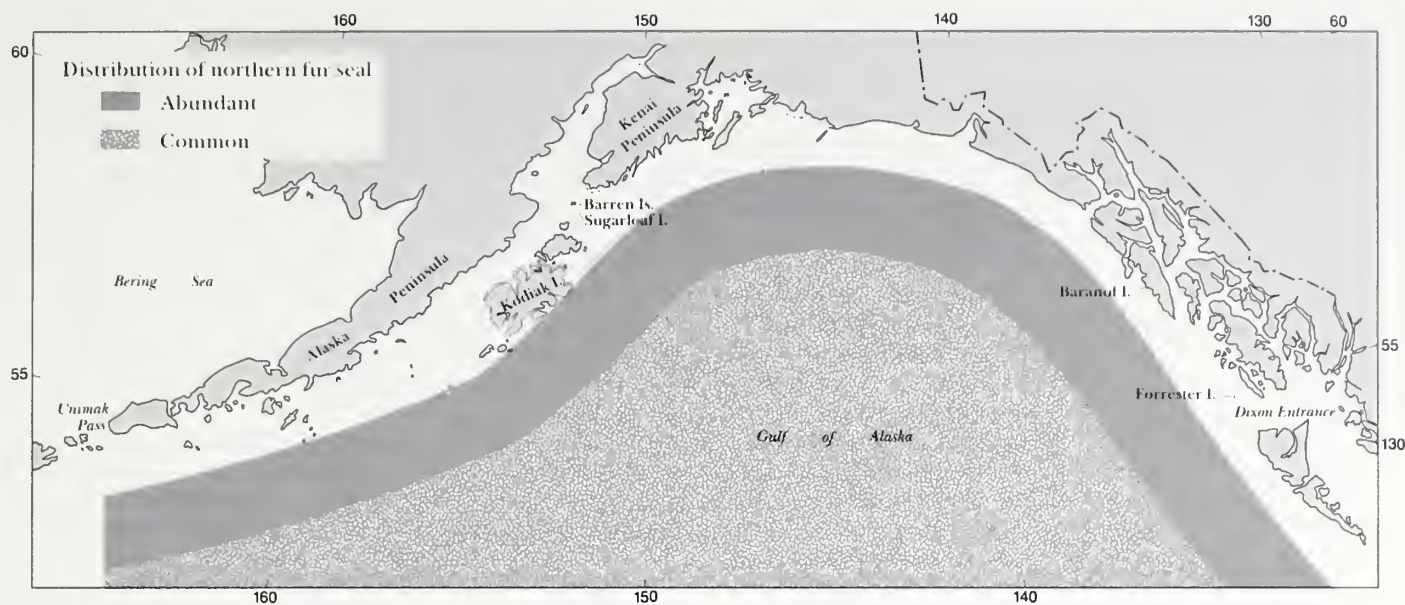 160 150 140 130 60
60
Distribution of northern fur seal
Abundant
Common
Kenai
Peninsula
Barren Is.
Sugarloaf I.
Bering Sea
Peninsula
Kodiak I.
Baranof I.
Alaska
55
55
Unimak
Pass
Forrester I.
Dixon Entrance
Gulf of Alaska
130
160 150 140